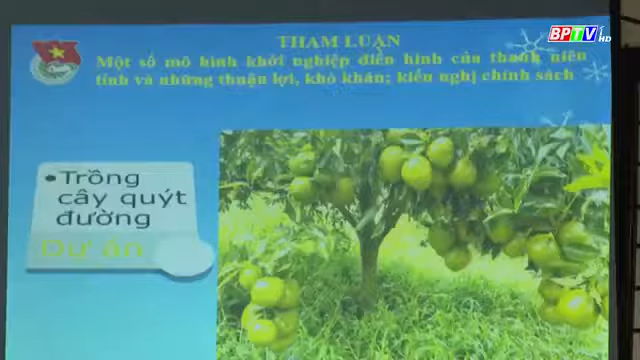 BPTV HD
THAM LUẬN
Một số mô hình khởi nghiệp điển hình của thanh niên
tỉnh và những thuận lợi, khó khăn; kiến nghị chính sách
• Trồng
cây quýt
đường
Dự án